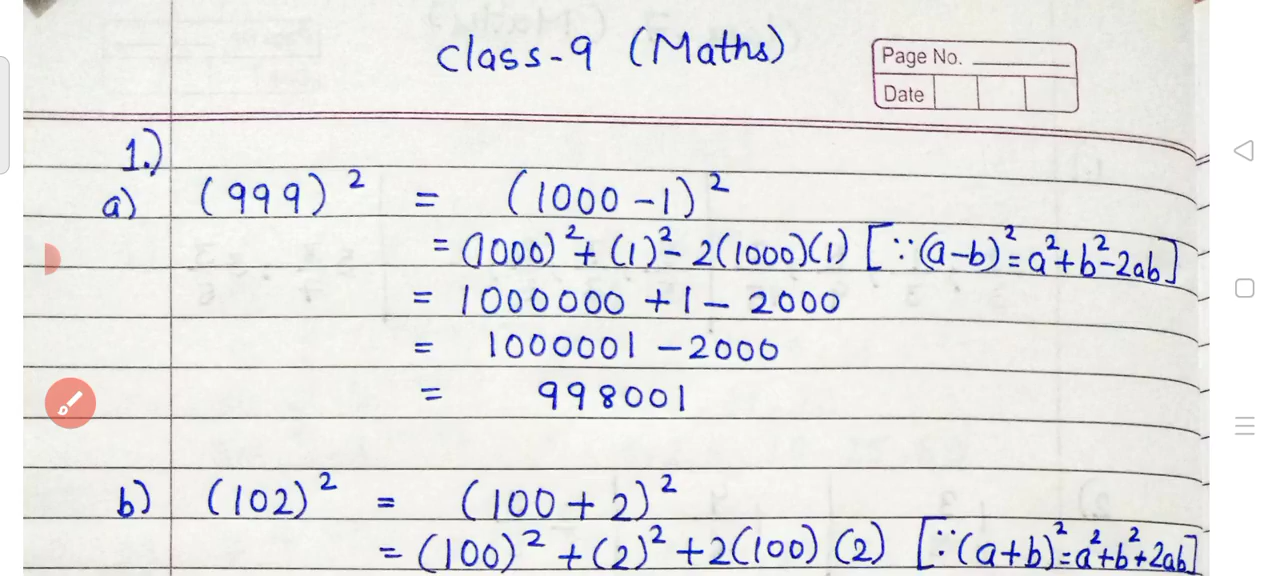 Class-9 (Maths)
Page No.
Date
1.)
a) (999)² = (1000-1)²
= (1000)² + (1)² - 2(1000)(1) [∵(a-b)² = a²+b²-2ab]
= 1000000 + 1 - 2000
= 1000001 - 2000
= 998001
b) (102)² = (100+2)²
= (100)² + (2)² + 2(100)(2) [∵(a+b)² = a²+b²+2ab]